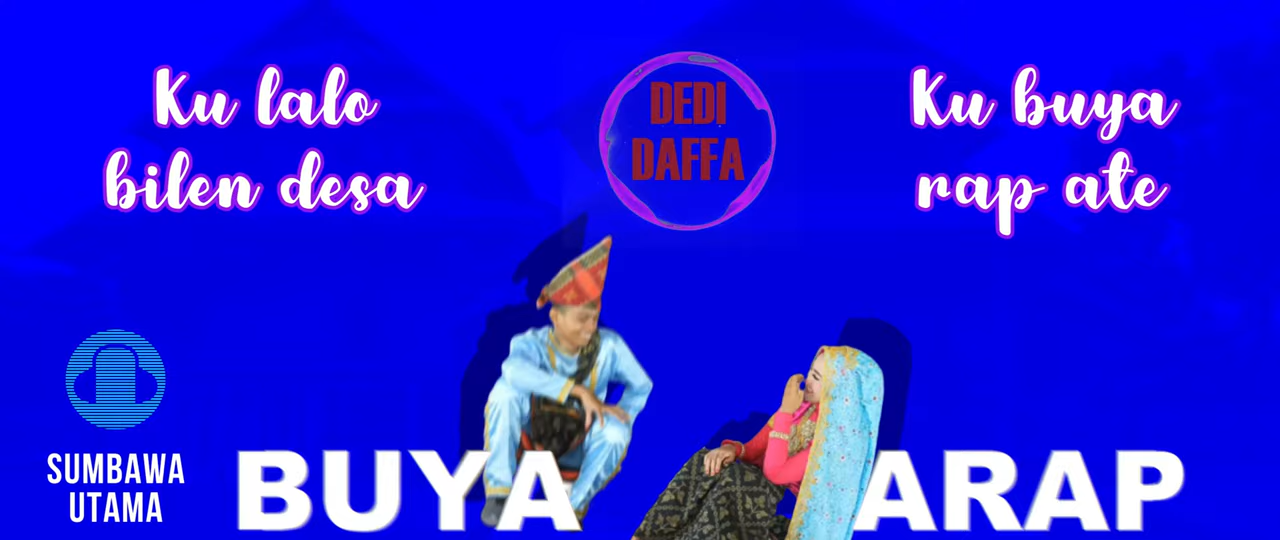 Ku lalo
bilen desa
DEDI
DAFFA
Ku buya
rap ate
SUMBAWA
UTAMA
BUYA ARAP